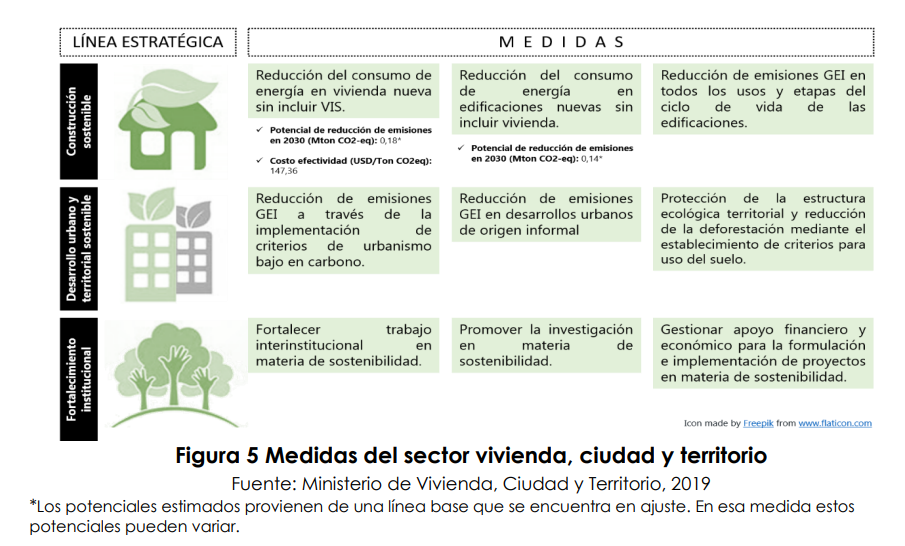 LÍNEA ESTRATÉGICA
M E D I D A S
Construcción
sostenible
Reducción del consumo de
energía en vivienda nueva
sin incluir VIS.
✓ Potencial de reducción de emisiones
en 2030 (Mton CO2-eq): 0,18*
✓ Costo efectividad (USD/Ton CO2eq):
147,36
Reducción del consumo
de energía en
edificaciones nuevas sin
incluir vivienda.
✓ Potencial de reducción de emisiones
en 2030 (Mton CO2-eq): 0,14*
Reducción de emisiones GEI en
todos los usos y etapas del
ciclo de vida de las
edificaciones.
Desarrollo urbano y
territorial sostenible
Reducción de emisiones
GEI a través de la
implementación de
criterios de urbanismo
bajo en carbono.
Reducción de emisiones
GEI en desarrollos urbanos
de origen informal
Protección de la estructura
ecológica territorial y reducción
de la deforestación mediante el
establecimiento de criterios para
uso del suelo.
Fortalecimiento
institucional
Fortalecer trabajo
interinstitucional en
materia de sostenibilidad.
Promover la investigación
en materia de
sostenibilidad.
Gestionar apoyo financiero y
económico para la formulación
e implementación de proyectos
en materia de sostenibilidad.
Icon made by Freepik from www.flaticon.com
Figura 5 Medidas del sector vivienda, ciudad y territorio
Fuente: Ministerio de Vivienda, Ciudad y Territorio, 2019
*Los potenciales estimados provienen de una línea base que se encuentra en ajuste. En esa medida estos
potenciales pueden variar.